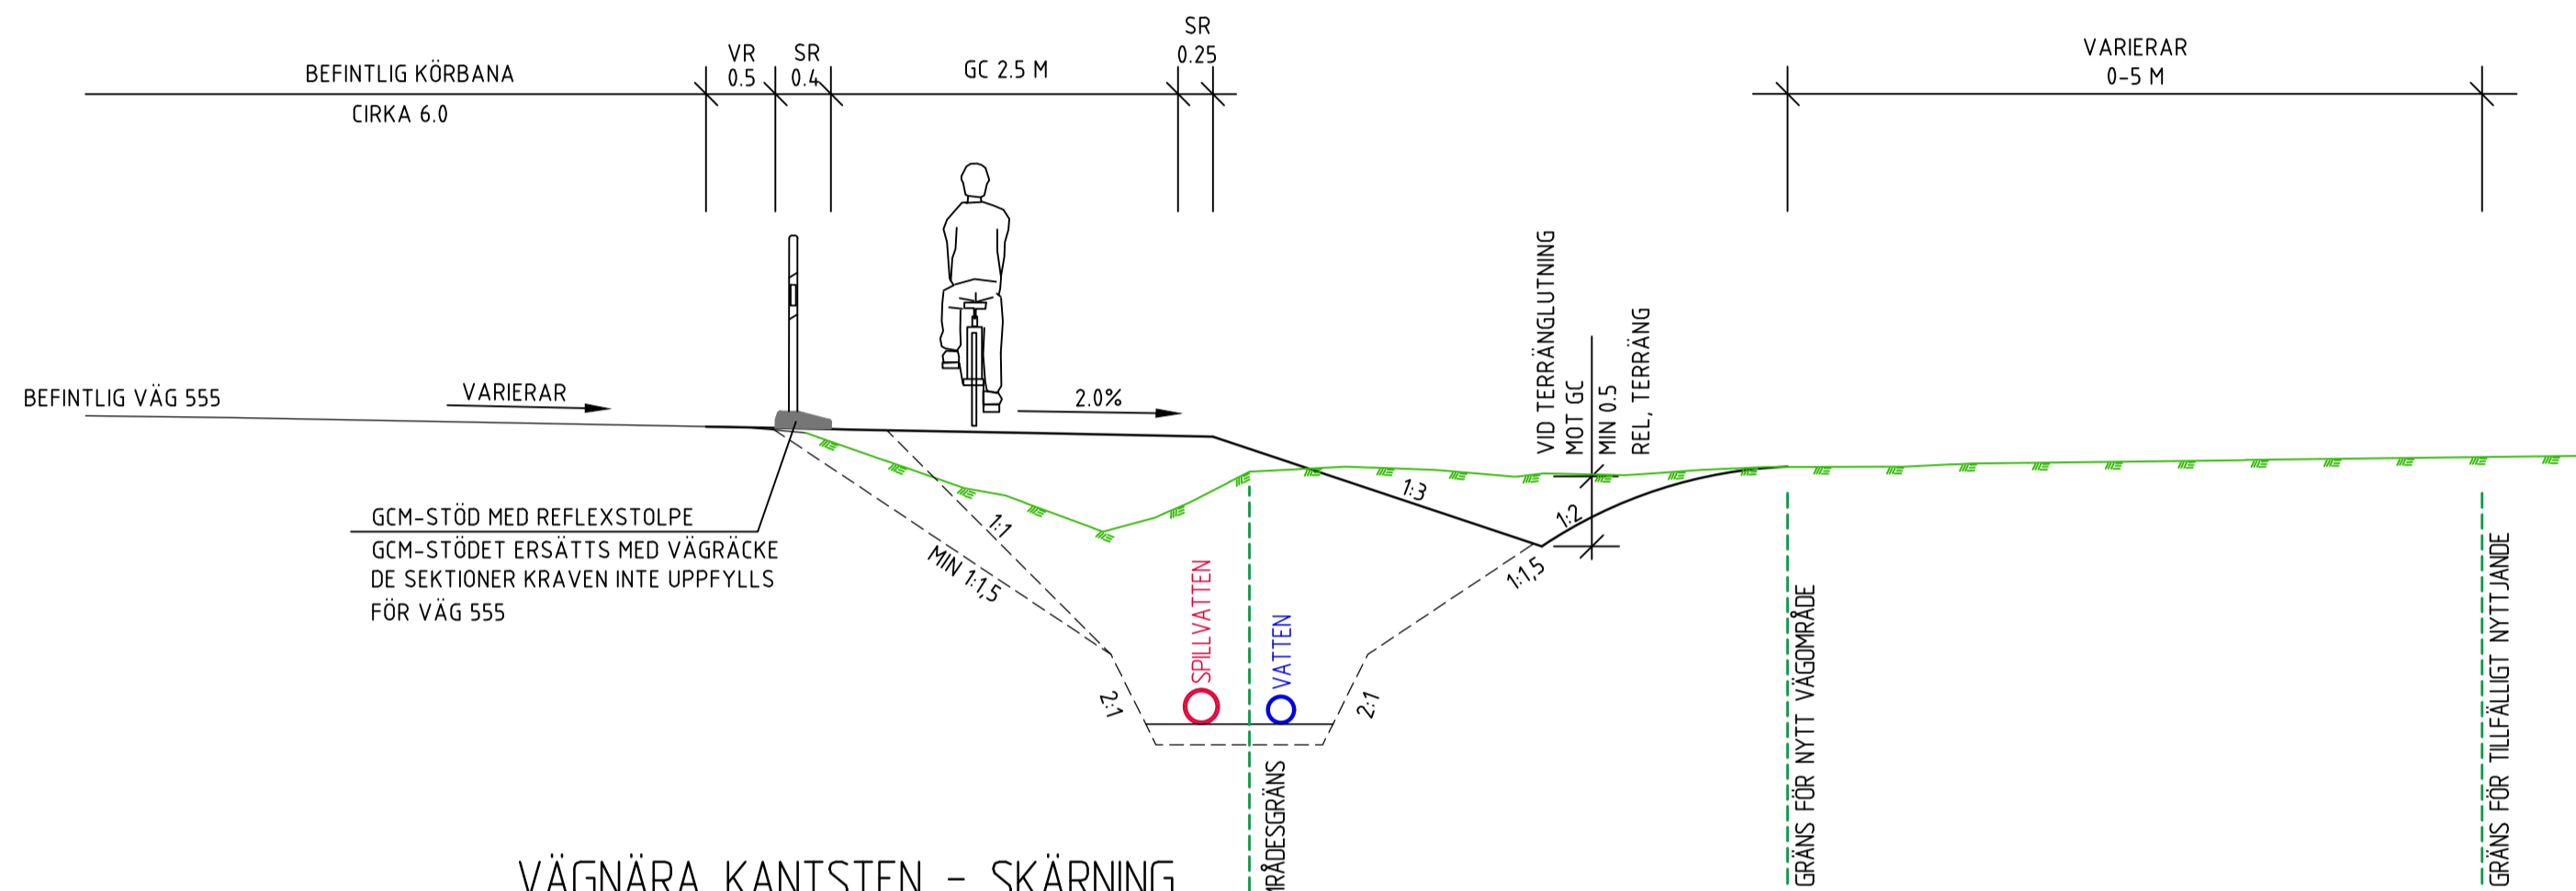 BEFINTLIG KÖRBANA
CIRKA 6.0
VR
0.5
SR
0.4
GC 2.5 M
SR
0.25
VARIERAR
0-5 M
BEFINTLIG VÄG 555
VARIERAR
2.0%
VID TERRÄNGLUTNING
MOT GC
MIN 0.5
REL, TERRÄNG
GCM-STÖD MED REFLEXSTOLPE
GCM-STÖDET ERSÄTTS MED VÄGRÄCKE
DE SEKTIONER KRAVEN INTE UPPFYLLS
FÖR VÄG 555
1:1
MIN 1:1,5
1:3
1:2
1:1,5
2:1
2:1
SPILLVATTEN
VATTEN
GRÄNS FÖR NYTT VÄGOMRÅDE
GRÄNS FÖR TILLFÄLLIGT NYTTJANDE
VÄGNÄRA KANTSTEN - SKÄRNING